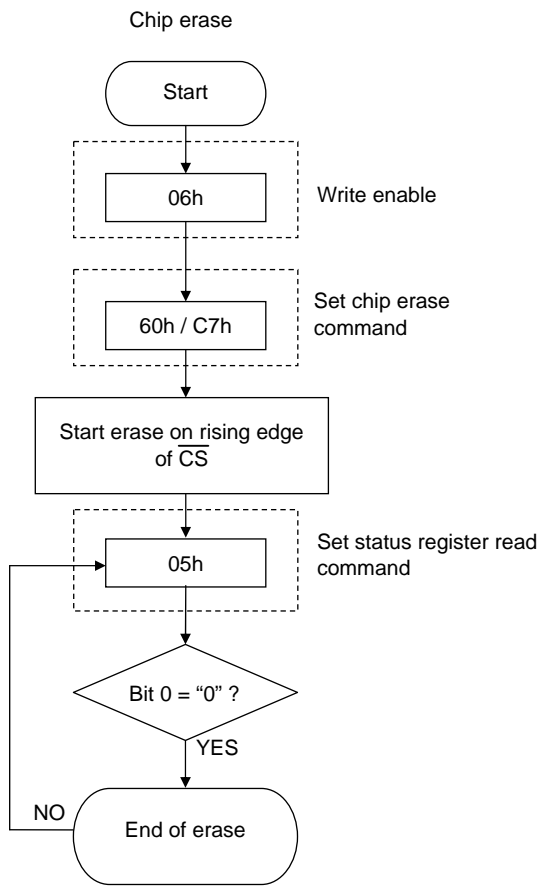 Chip erase
Start
06h
Write enable
60h / C7h
Set chip erase
command
Start erase on rising edge
of C̅S̅
05h
Set status register read
command
Bit 0 = “0” ?
YES
NO
End of erase